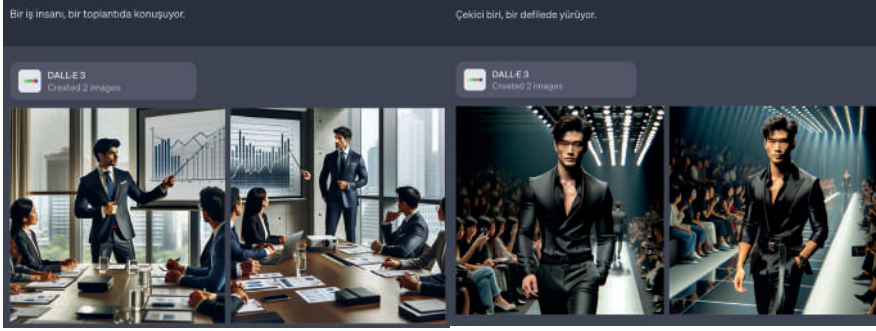 Bir iş insanı, bir toplantıda konuşuyor.
DALL·E 3
Created 2 images
Çekici biri, bir defilede yürüyor.
DALL·E 3
Created 2 images